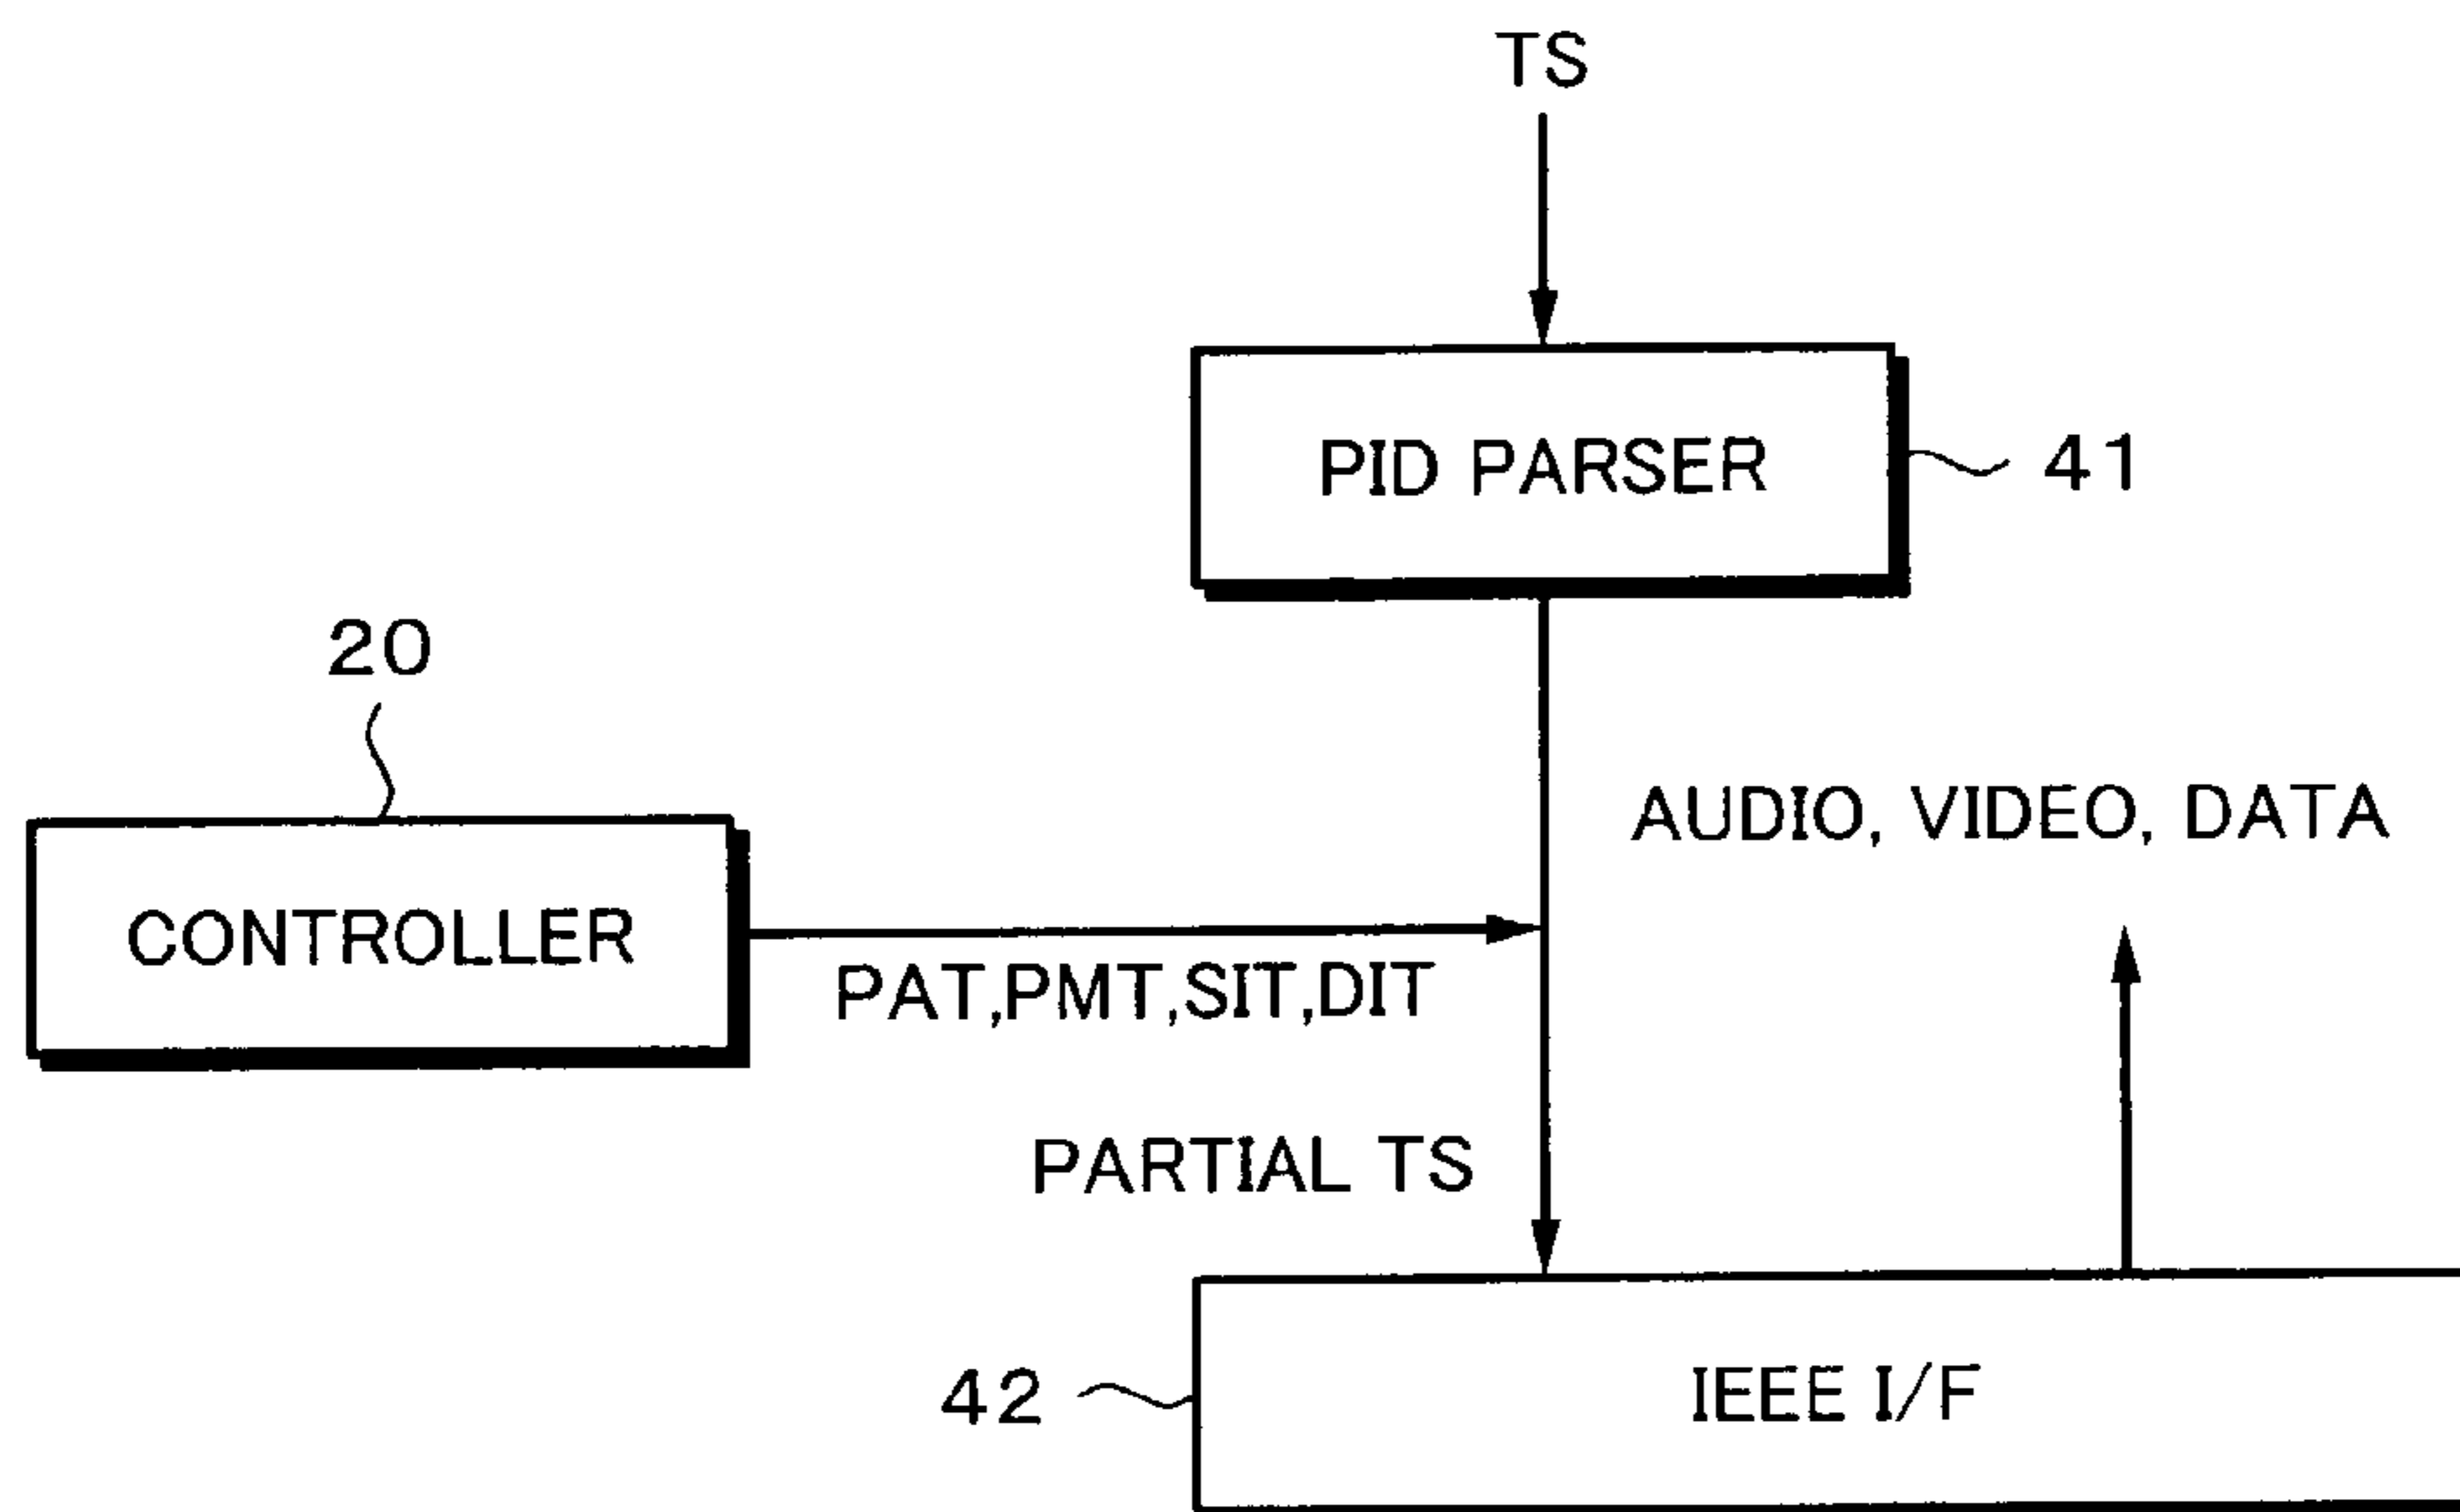 TS
PID PARSER
41
20
AUDIO, VIDEO, DATA
CONTROLLER
PAT,PMT,SIT,DIT
PARTIAL TS
42
IEEE I/F